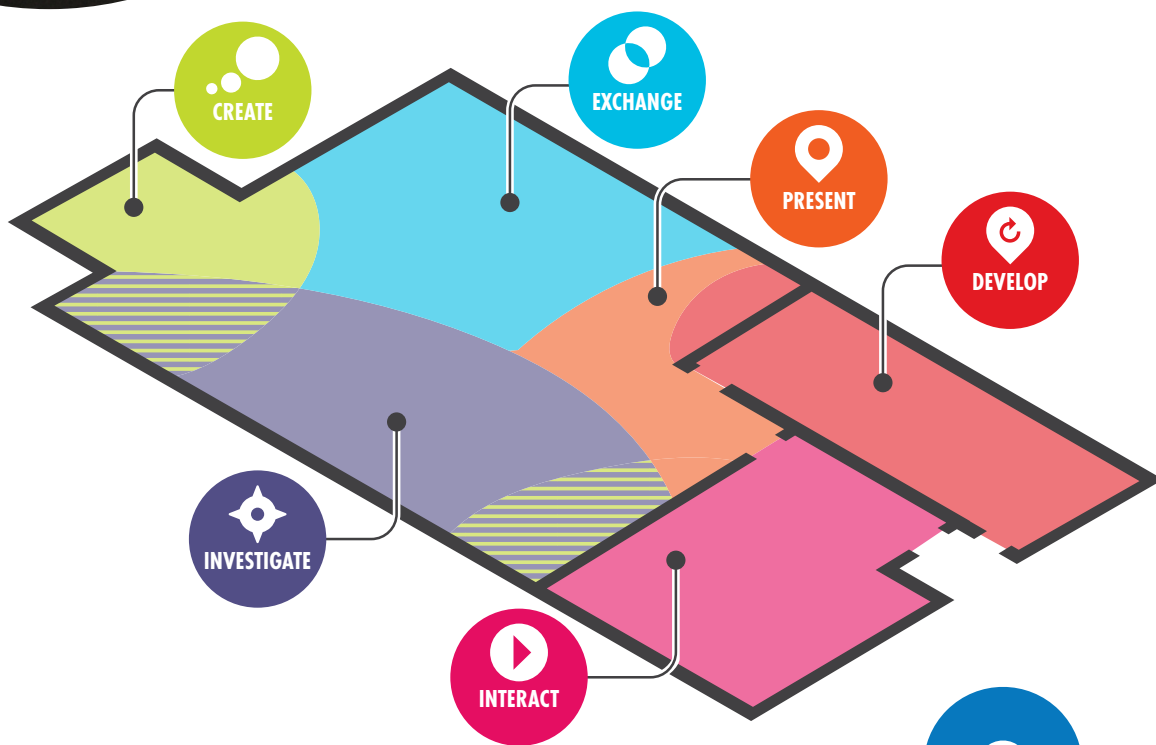 CREATE
EXCHANGE
PRESENT
DEVELOP
INVESTIGATE
INTERACT